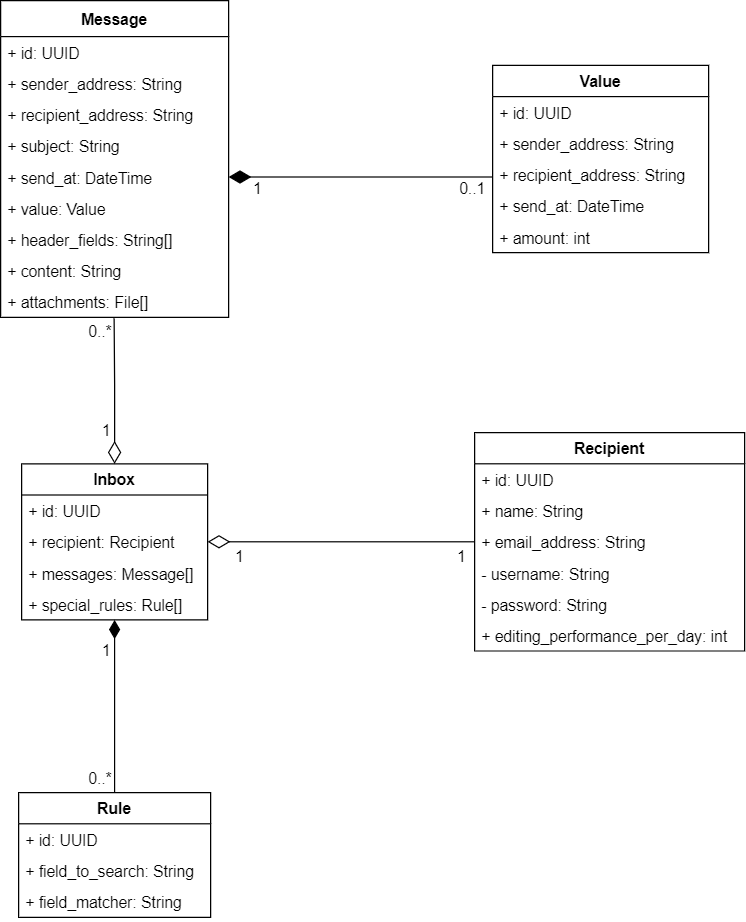 Message
+ id: UUID
+ sender_address: String
+ recipient_address: String
+ subject: String
+ send_at: DateTime
+ value: Value
+ header_fields: String[]
+ content: String
+ attachments: File[]
Value
+ id: UUID
+ sender_address: String
+ recipient_address: String
+ send_at: DateTime
+ amount: int
1
0..1
0..*
1
Inbox
+ id: UUID
+ recipient: Recipient
+ messages: Message[]
+ special_rules: Rule[]
1
1
Recipient
+ id: UUID
+ name: String
+ email_address: String
- username: String
- password: String
+ editing_performance_per_day: int
1
0..*
Rule
+ id: UUID
+ field_to_search: String
+ field_matcher: String